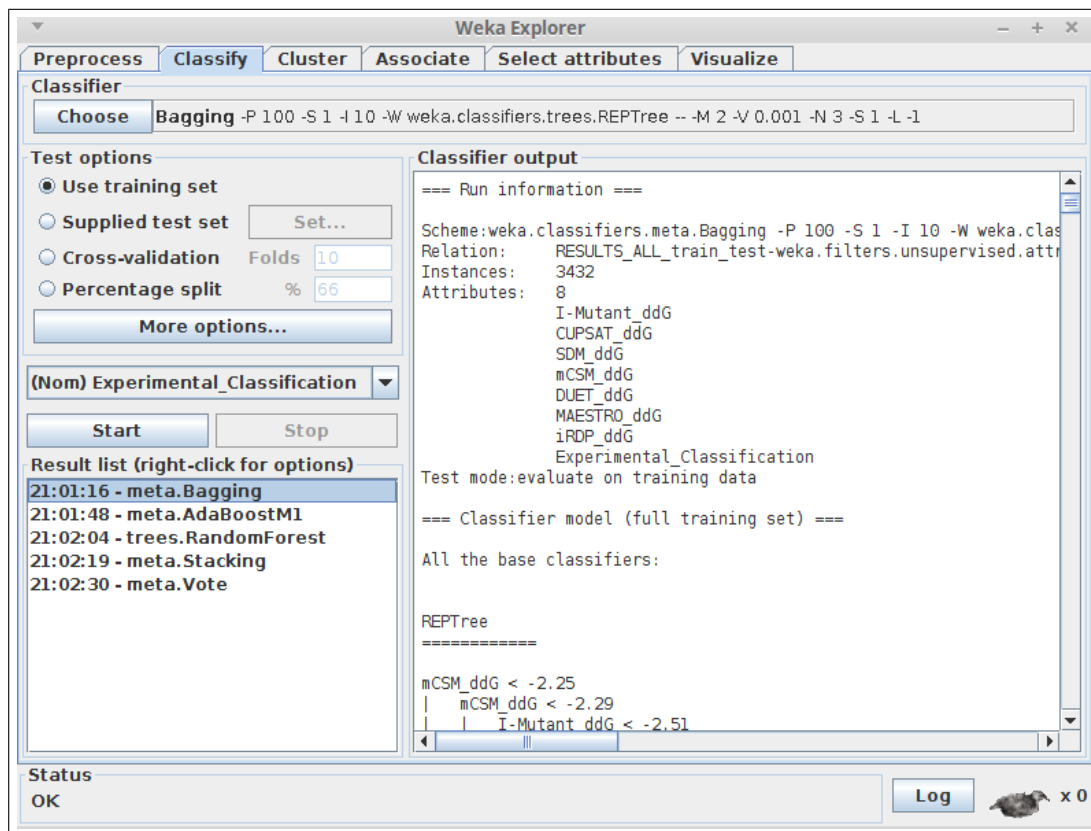 Weka Explorer
Preprocess Classify Cluster Associate Select attributes Visualize
Classifier
Choose Bagging -P 100 -S 1 -I 10 -W weka.classifiers.trees.REPTree -- -M 2 -V 0.001 -N 3 -S 1 -L -1
Test options
Use training set
Supplied test set Set...
Cross-validation Folds 10
Percentage split % 66
More options...
(Nom) Experimental_Classification
Start Stop
Result list (right-click for options)
21:01:16 - meta.Bagging
21:01:48 - meta.AdaBoostM1
21:02:04 - trees.RandomForest
21:02:19 - meta.Stacking
21:02:30 - meta.Vote
Classifier output
=== Run information ===
Scheme:weka.classifiers.meta.Bagging -P 100 -S 1 -I 10 -W weka.clas
Relation: RESULTS_ALL_train_test-weka.filters.unsupervised.attr
Instances: 3432
Attributes: 8
I-Mutant_ddG
CUPSAT_ddG
SDM_ddG
mCSM_ddG
DUET_ddG
MAESTRO_ddG
iRDP_ddG
Experimental_Classification
Test mode:evaluate on training data
=== Classifier model (full training set) ===
All the base classifiers:
REPTree
============
mCSM_ddG < -2.25
| mCSM_ddG < -2.29
| | I-Mutant_ddG < -2.51
Status
OK
Log x 0